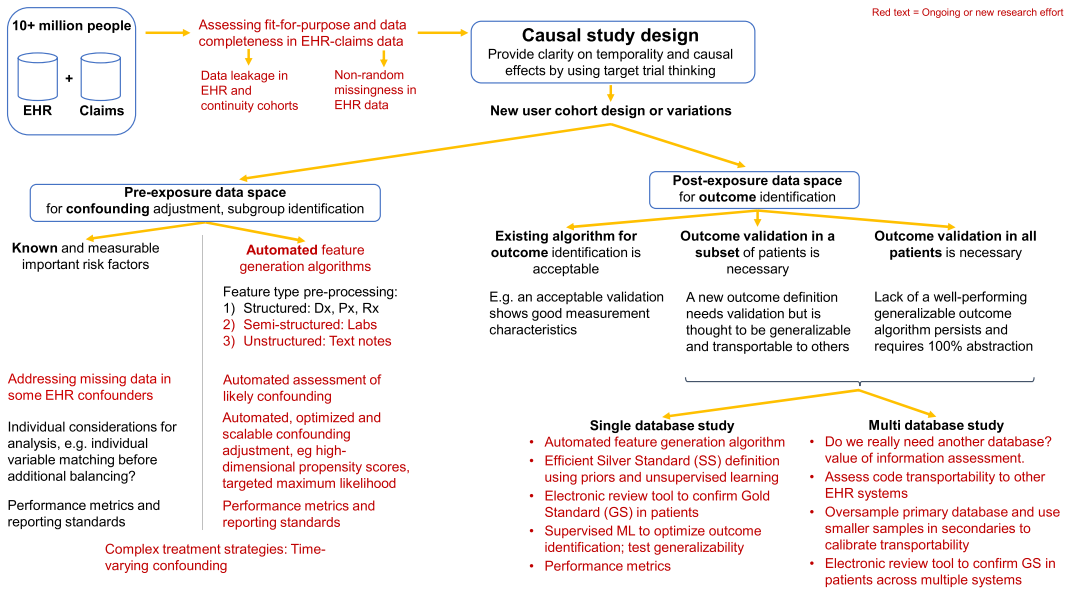 Red text = Ongoing or new research effort
10+ million people
EHR
+
Claims
Assessing fit-for-purpose and data
completeness in EHR-claims data
Data leakage in
EHR and
continuity cohorts
Non-random
missingness in
EHR data
Causal study design
Provide clarity on temporality and causal
effects by using target trial thinking
New user cohort design or variations
Pre-exposure data space
for confounding adjustment, subgroup identification
Known and measurable
important risk factors
Automated feature
generation algorithms
Feature type pre-processing:
1) Structured: Dx, Px, Rx
2) Semi-structured: Labs
3) Unstructured: Text notes
Addressing missing data in
some EHR confounders
Automated assessment of
likely confounding
Individual considerations for
analysis, e.g. individual
variable matching before
additional balancing?
Automated, optimized and
scalable confounding
adjustment, eg high-
dimensional propensity scores,
targeted maximum likelihood
Performance metrics and
reporting standards
Performance metrics and
reporting standards
Complex treatment strategies: Time-
varying confounding
Post-exposure data space
for outcome identification
Existing algorithm for
outcome identification is
acceptable
E.g. an acceptable validation
shows good measurement
characteristics
Outcome validation in a
subset of patients is
necessary
A new outcome definition
needs validation but is
thought to be generalizable
and transportable to others
Outcome validation in all
patients is necessary
Lack of a well-performing
generalizable outcome
algorithm persists and
requires 100% abstraction
Single database study
• Automated feature generation algorithm
• Efficient Silver Standard (SS) definition
using priors and unsupervised learning
• Electronic review tool to confirm Gold
Standard (GS) in patients
• Supervised ML to optimize outcome
identification; test generalizability
• Performance metrics
Multi database study
• Do we really need another database?
value of information assessment.
• Assess code transportability to other
EHR systems
• Oversample primary database and use
smaller samples in secondaries to
calibrate transportability
• Electronic review tool to confirm GS in
patients across multiple systems